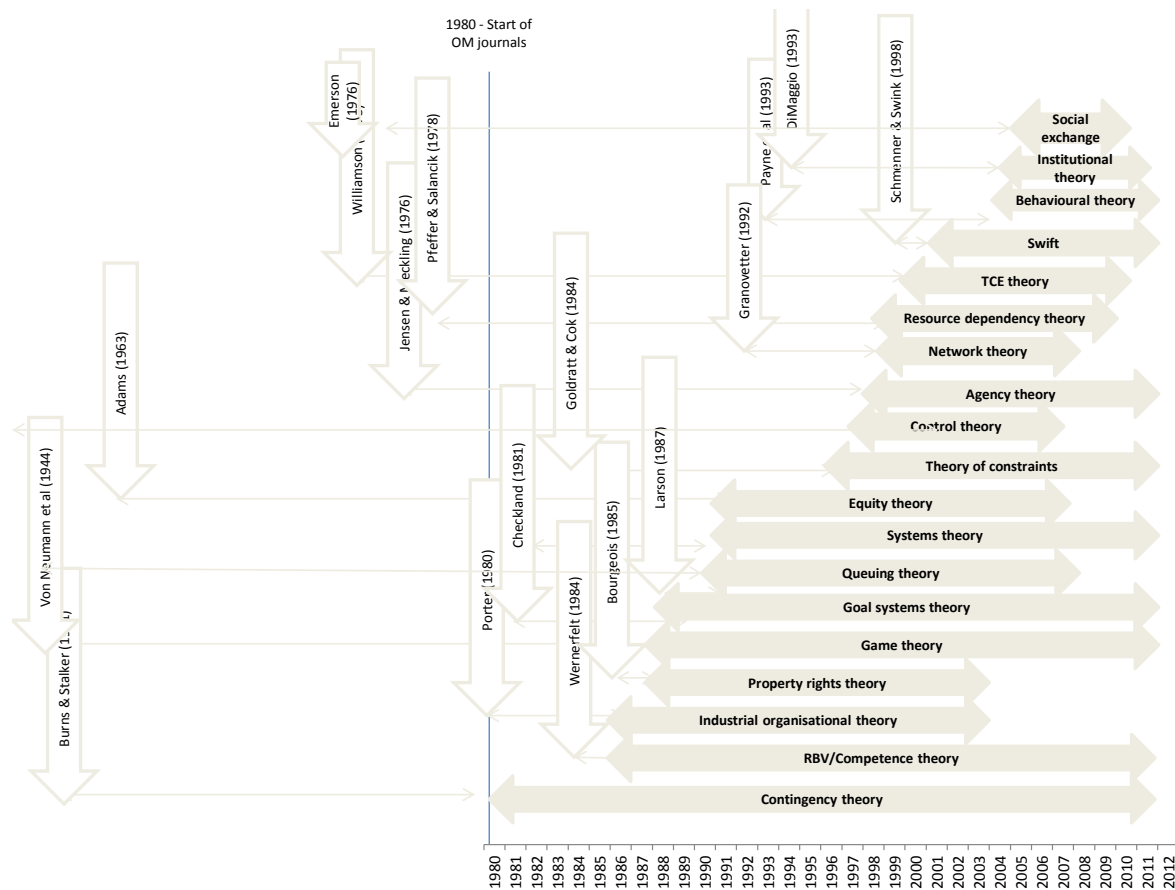 1980 - Start of
OM journals
Emerson
(1976)
Williamson (
Pfeffer & Salancik (1978)
Jensen & Meckling (1976)
Adams (1963)
Von Neumann et al (1944)
Burns & Stalker (1
Porter (1980)
Checkland (1981)
Goldratt & Cok (1984)
Wernerfelt (1984)
Bourgeois (1985)
Larson (1987)
Granovetter (1992)
Payne al (1993)
DiMaggio (1993)
Schmenner & Swink (1998)
Social
exchange
Institutional
theory
Behavioural theory
Swift
TCE theory
Resource dependency theory
Network theory
Agency theory
Control theory
Theory of constraints
Equity theory
Systems theory
Queuing theory
Goal systems theory
Game theory
Property rights theory
Industrial organisational theory
RBV/Competence theory
Contingency theory
1980
1981
1982
1983
1984
1985
1986
1987
1988
1989
1990
1991
1992
1993
1994
1995
1996
1997
1998
1999
2000
2001
2002
2003
2004
2005
2006
2007
2008
2009
2010
2011
2012